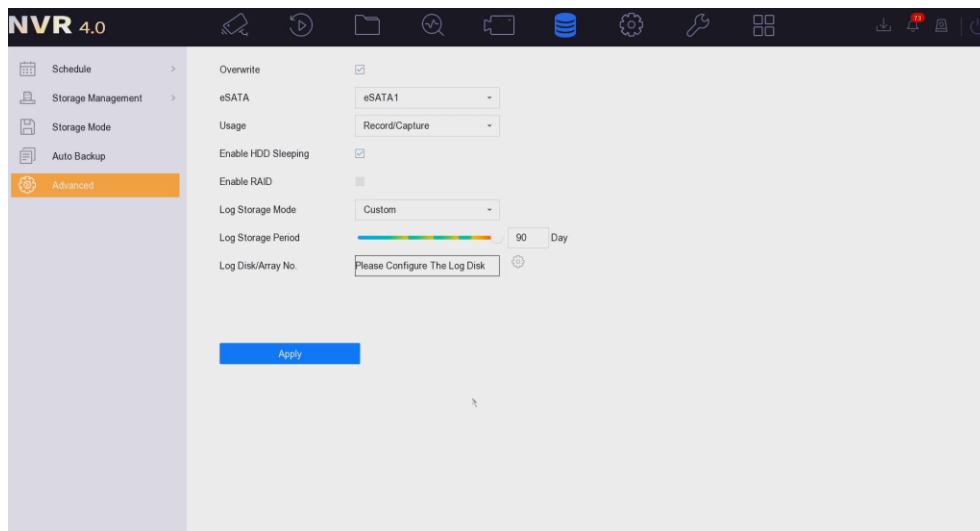 NVR 4.0
73
Schedule
Storage Management
Storage Mode
Auto Backup
Advanced
Overwrite
eSATA eSATA1
Usage Record/Capture
Enable HDD Sleeping
Enable RAID
Log Storage Mode Custom
Log Storage Period 90 Day
Log Disk/Array No. Please Configure The Log Disk
Apply